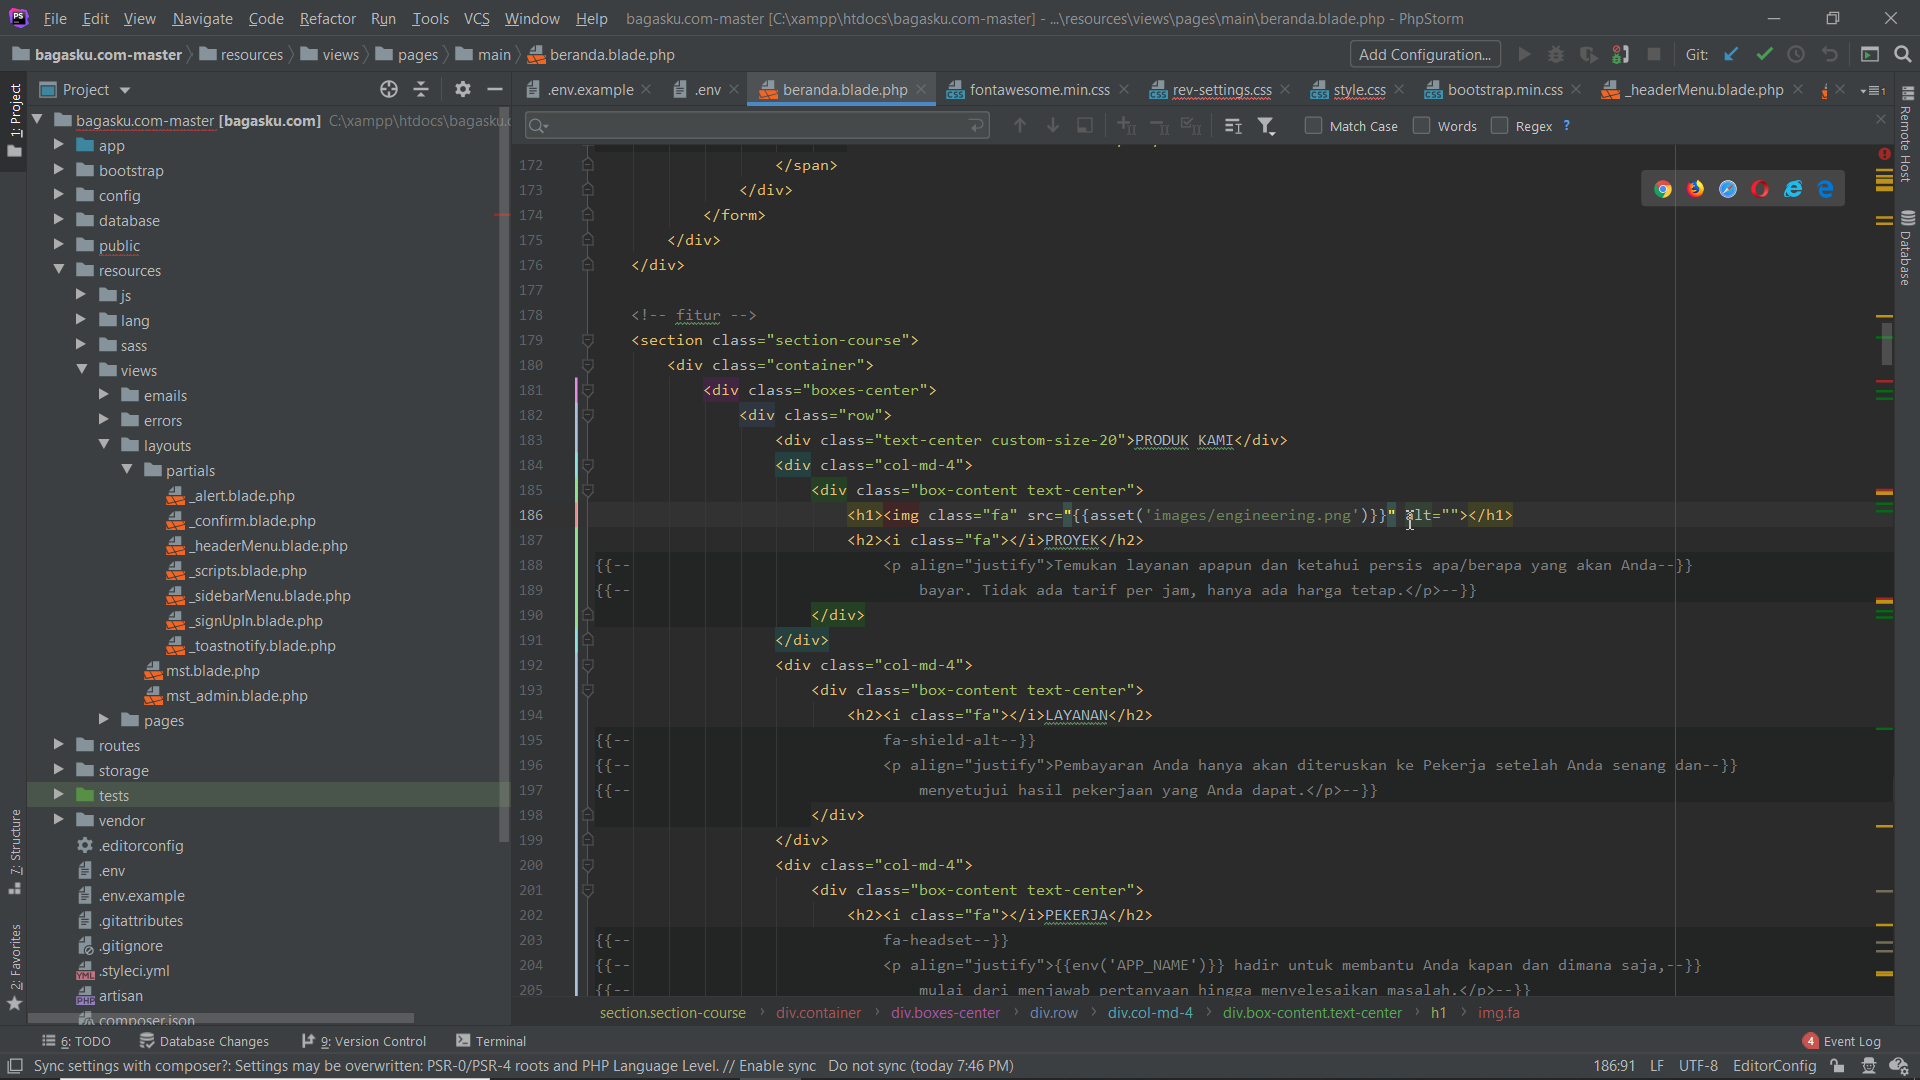 File Edit View Navigate Code Refactor Run Tools VCS Window Help bagasku.com-master [C:\xampp\htdocs\bagasku.com-master] - ...\resources\views\pages\main\beranda.blade.php - PhpStorm
bagasku.com-master resources views pages main beranda.blade.php Add Configuration... Git:
Project .env.example .env beranda.blade.php fontawesome.min.css rev-settings.css style.css bootstrap.min.css _headerMenu.blade.php
Match Case Words Regex ?
1: Project
7: Structure
2: Favorites
Remote Host
Database
bagasku.com-master [bagasku.com] C:\xampp\htdocs\bagasku.c
app
bootstrap
config
database
public
resources
js
lang
sass
views
emails
errors
layouts
partials
_alert.blade.php
_confirm.blade.php
_headerMenu.blade.php
_scripts.blade.php
_sidebarMenu.blade.php
_signUpIn.blade.php
_toastnotify.blade.php
mst.blade.php
mst_admin.blade.php
pages
routes
storage
tests
vendor
.editorconfig
.env
.env.example
.gitattributes
.gitignore
.styleci.yml
artisan
composer.json
172 </span>
173 </div>
174 </form>
175 </div>
176 </div>
177
178 <!-- fitur -->
179 <section class="section-course">
180 <div class="container">
181 <div class="boxes-center">
182 <div class="row">
183 <div class="text-center custom-size-20">PRODUK KAMI</div>
184 <div class="col-md-4">
185 <div class="box-content text-center">
186 <h1><img class="fa" src="{{asset('images/engineering.png')}}" alt=""></h1>
187 <h2><i class="fa"></i>PROYEK</h2>
188 {{-- <p align="justify">Temukan layanan apapun dan ketahui persis apa/berapa yang akan Anda--}}
189 {{-- bayar. Tidak ada tarif per jam, hanya ada harga tetap.</p>--}}
190 </div>
191 </div>
192 <div class="col-md-4">
193 <div class="box-content text-center">
194 <h2><i class="fa"></i>LAYANAN</h2>
195 {{-- fa-shield-alt--}}
196 {{-- <p align="justify">Pembayaran Anda hanya akan diteruskan ke Pekerja setelah Anda senang dan--}}
197 {{-- menyetujui hasil pekerjaan yang Anda dapat.</p>--}}
198 </div>
199 </div>
200 <div class="col-md-4">
201 <div class="box-content text-center">
202 <h2><i class="fa"></i>PEKERJA</h2>
203 {{-- fa-headset--}}
204 {{-- <p align="justify">{{env('APP_NAME')}} hadir untuk membantu Anda kapan dan dimana saja,--}}
205 {{-- mulai dari menjawab pertanyaan hingga menyelesaikan masalah.</p>--}}
section.section-course div.container div.boxes-center div.row div.col-md-4 div.box-content.text-center h1 img.fa
6: TODO Database Changes 9: Version Control Terminal 4 Event Log
Sync settings with composer?: Settings may be overwritten: PSR-0/PSR-4 roots and PHP Language Level. // Enable sync Do not sync (today 7:46 PM) 186:91 LF UTF-8 EditorConfig